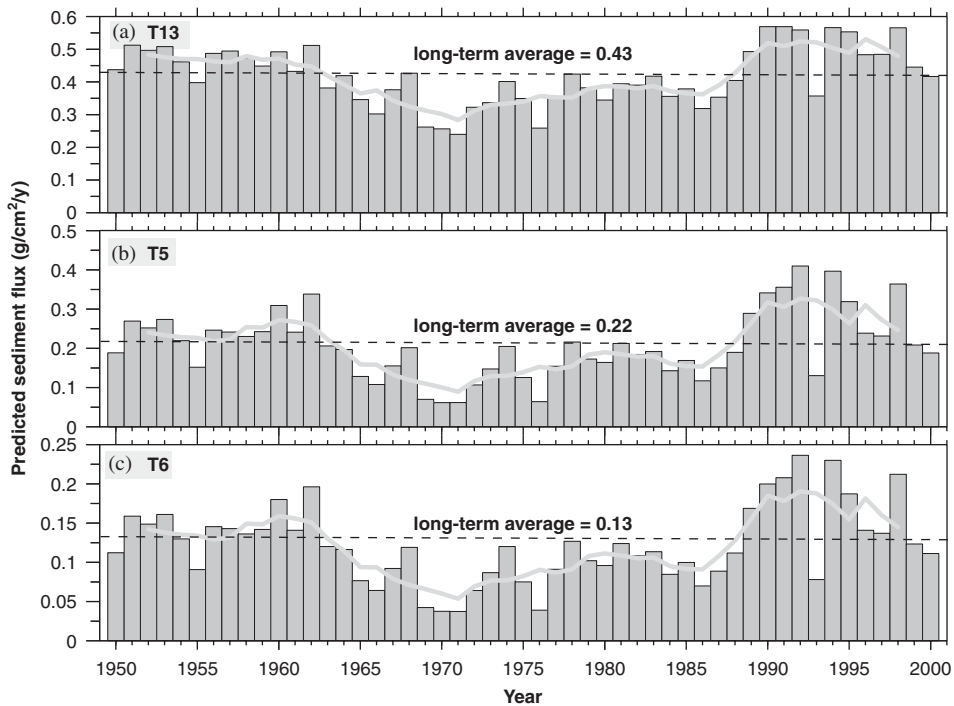 Predicted sediment flux (g/cm²/y)
(a) T13
long-term average = 0.43
0.6
0.5
0.4
0.3
0.2
0.1
0
(b) T5
long-term average = 0.22
0.5
0.4
0.3
0.2
0.1
0
(c) T6
long-term average = 0.13
0.25
0.2
0.15
0.1
0.05
0
1950 1955 1960 1965 1970 1975 1980 1985 1990 1995 2000
Year